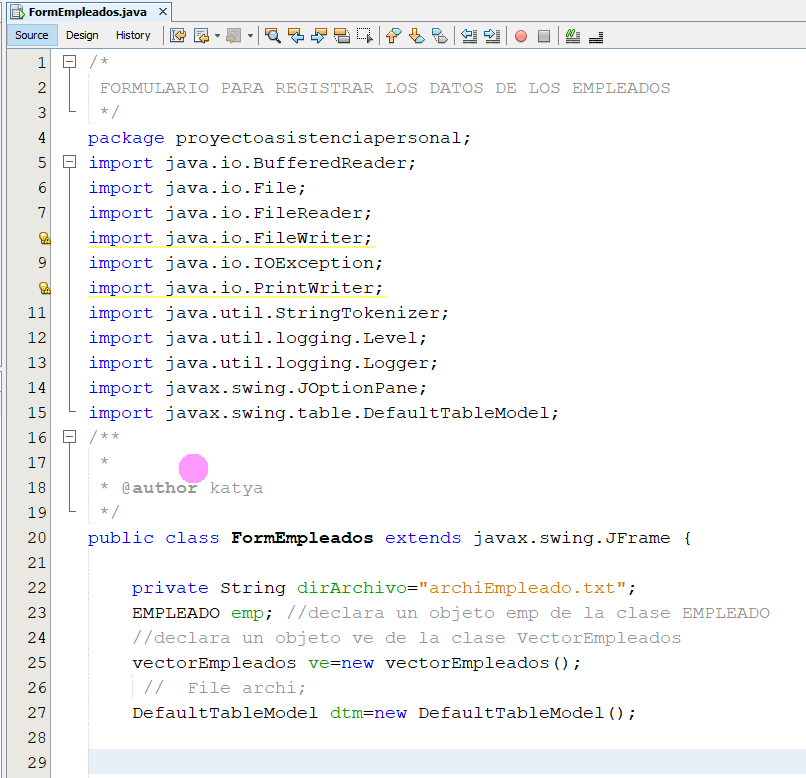 FormEmpleados.java
Source Design History
1 /*
2 FORMULARIO PARA REGISTRAR LOS DATOS DE LOS EMPLEADOS
3 */
4 package proyectoasistenciapersonal;
5 import java.io.BufferedReader;
6 import java.io.File;
7 import java.io.FileReader;
import java.io.FileWriter;
9 import java.io.IOException;
import java.io.PrintWriter;
11 import java.util.StringTokenizer;
12 import java.util.logging.Level;
13 import java.util.logging.Logger;
14 import javax.swing.JOptionPane;
15 import javax.swing.table.DefaultTableModel;
16 /**
17 *
18 * @author katya
19 */
20 public class FormEmpleados extends javax.swing.JFrame {
21
22 private String dirArchivo="archiEmpleado.txt";
23 EMPLEADO emp; //declara un objeto emp de la clase EMPLEADO
24 //declara un objeto ve de la clase VectorEmpleados
25 vectorEmpleados ve=new vectorEmpleados();
26 // File archi;
27 DefaultTableModel dtm=new DefaultTableModel();
28
29